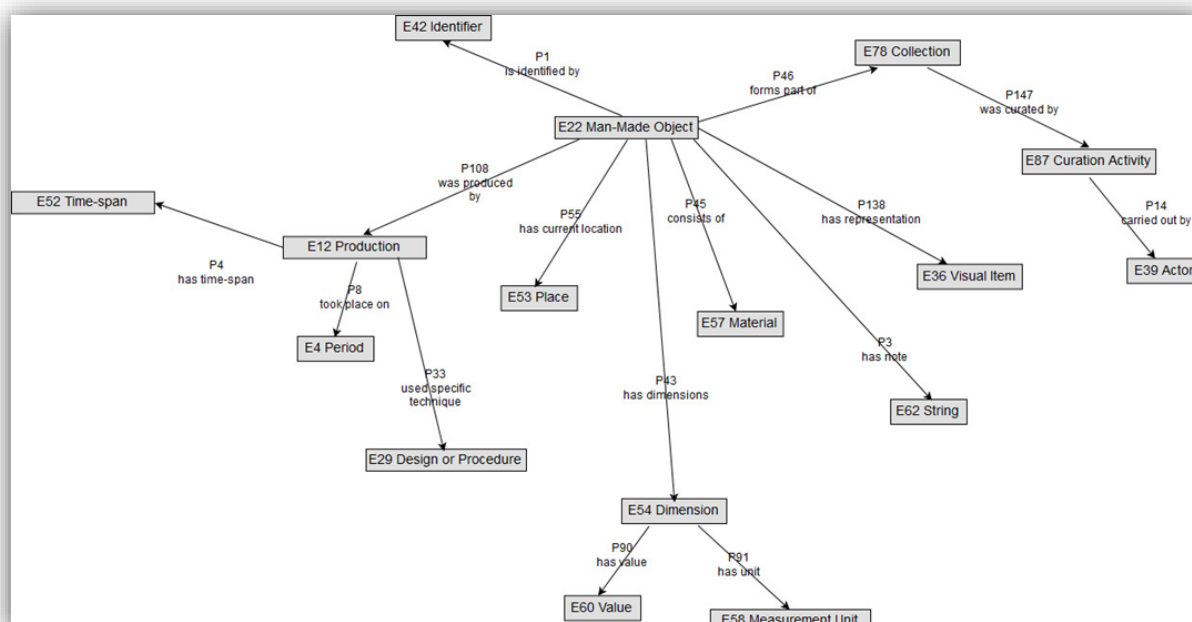 E42 Identifier
P1
is identified by
E78 Collection
P46
forms part of
P147
was curated by
E22 Man-Made Object
E87 Curation Activity
P108
was produced
by
P55
has current location
P45
consists of
P138
has representation
P14
carried out by
E52 Time-span
E12 Production
P4
has time-span
P8
took place on
E53 Place
E57 Material
E36 Visual Item
E39 Actor
E4 Period
P33
used specific
technique
P43
has dimensions
P3
has note
E62 String
E29 Design or Procedure
E54 Dimension
P90
has value
P91
has unit
E60 Value
E58 Measurement Unit